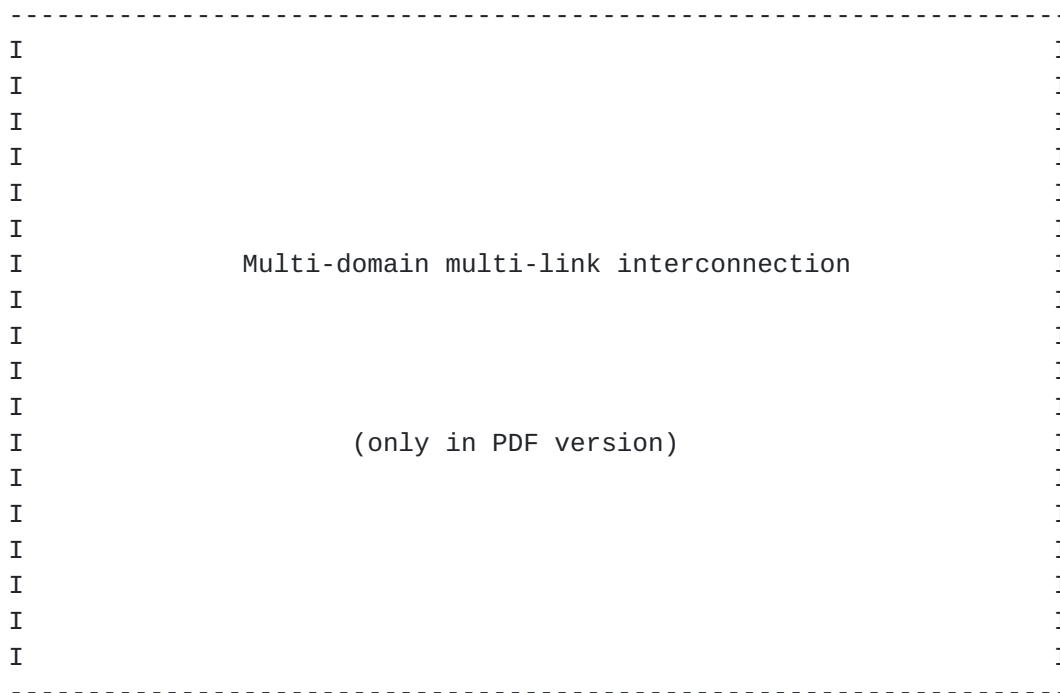 --------------------------------------------------------------------
I I
I I
I I
I I
I I
I I
I Multi-domain multi-link interconnection I
I I
I I
I I
I I
I (only in PDF version) I
I I
I I
I I
I I
I I
I I
--------------------------------------------------------------------